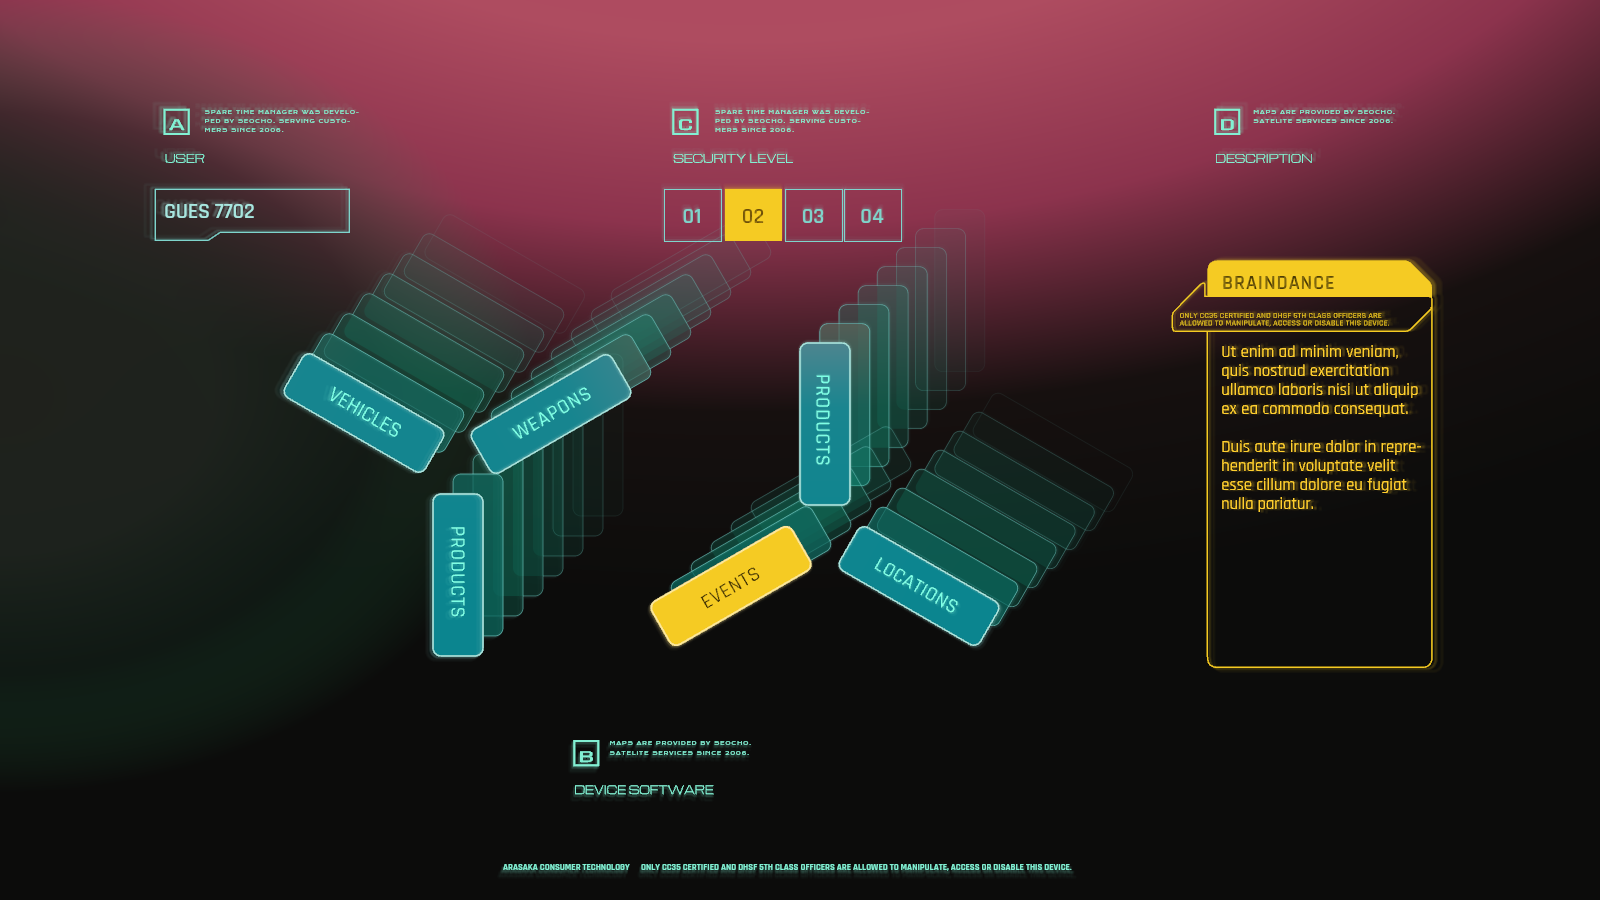 A
SPARE TIME MANAGER WAS DEVELO-
PED BY SEOCHO. SERVING CUSTO-
MERS SINCE 2006.
USER
GUES 7702
C
SPARE TIME MANAGER WAS DEVELO-
PED BY SEOCHO. SERVING CUSTO-
MERS SINCE 2006.
SECURITY LEVEL
01 02 03 04
D
MAPS ARE PROVIDED BY SEOCHO.
SATELITE SERVICES SINCE 2006.
DESCRIPTION
BRAINDANCE
ONLY CC35 CERTIFIED AND DHSF 5TH CLASS OFFICERS ARE
ALLOWED TO MANIPULATE, ACCESS OR DISABLE THIS DEVICE.
Ut enim ad minim veniam,
quis nostrud exercitation
ullamco laboris nisi ut aliquip
ex ea commodo consequat.
Duis aute irure dolor in repre-
henderit in voluptate velit
esse cillum dolore eu fugiat
nulla pariatur.
VEHICLES
WEAPONS
PRODUCTS
PRODUCTS
EVENTS
LOCATIONS
B
MAPS ARE PROVIDED BY SEOCHO.
SATELITE SERVICES SINCE 2006.
DEVICE SOFTWARE
ARASAKA CONSUMER TECHNOLOGY ONLY CC35 CERTIFIED AND DHSF 5TH CLASS OFFICERS ARE ALLOWED TO MANIPULATE, ACCESS OR DISABLE THIS DEVICE.